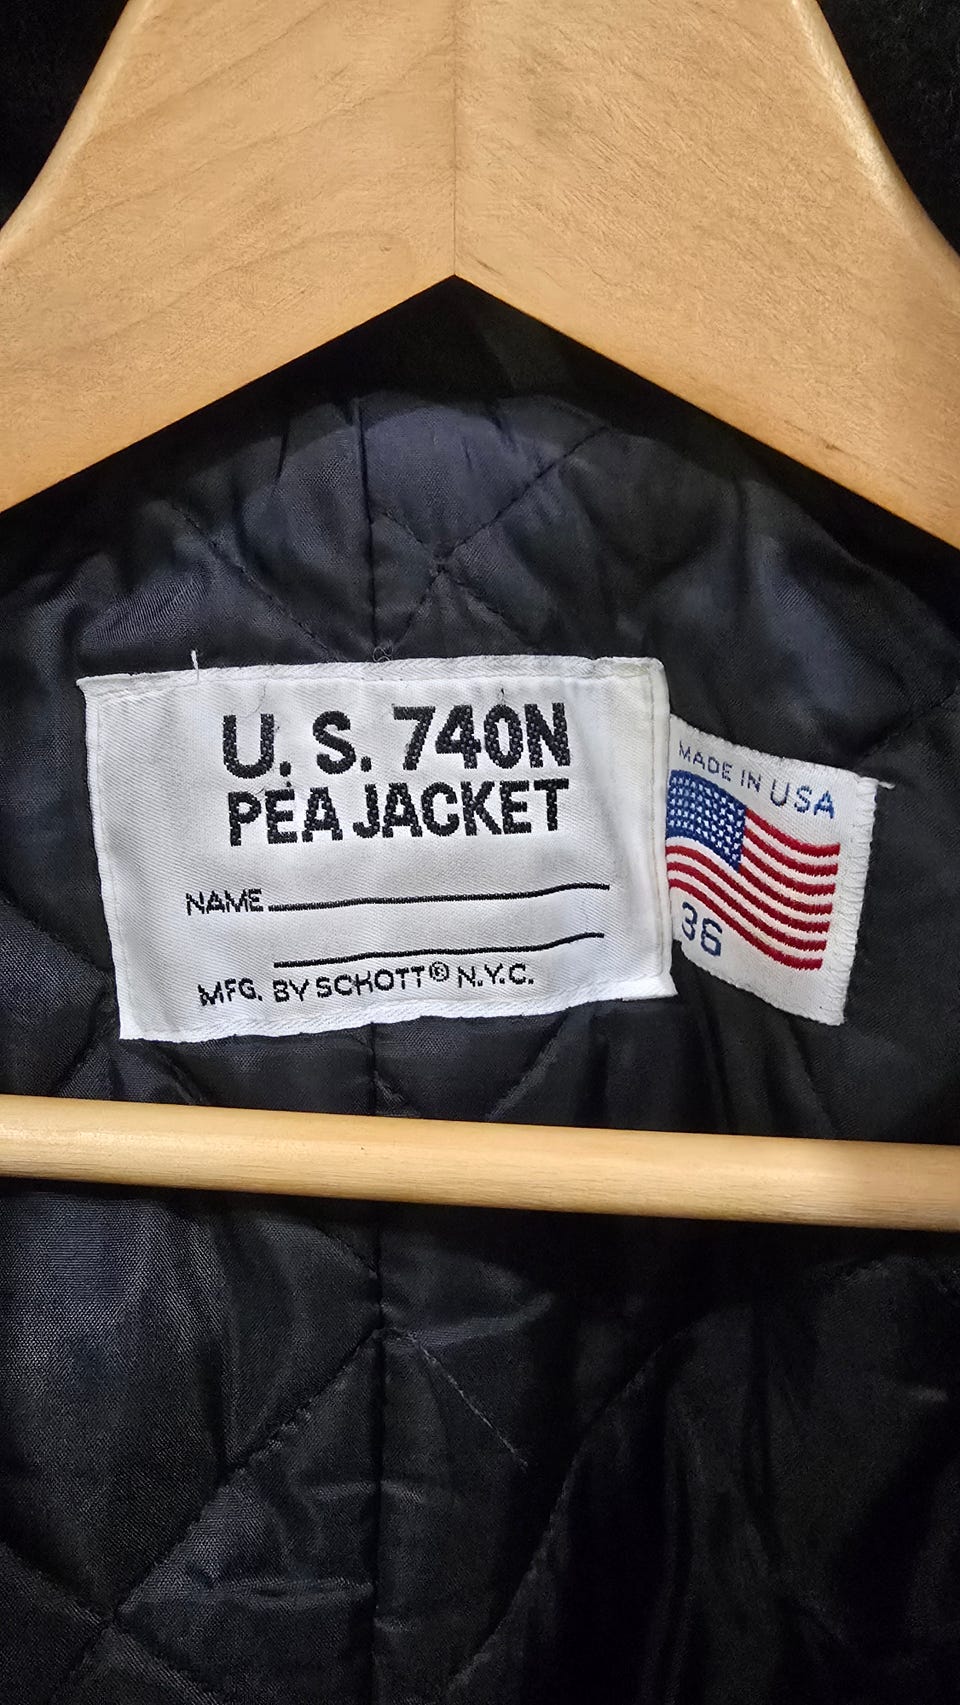 U. S. 740N
PEA JACKET
NAME
MFG. BY SCHOTT® N.Y.C.
MADE IN USA
36